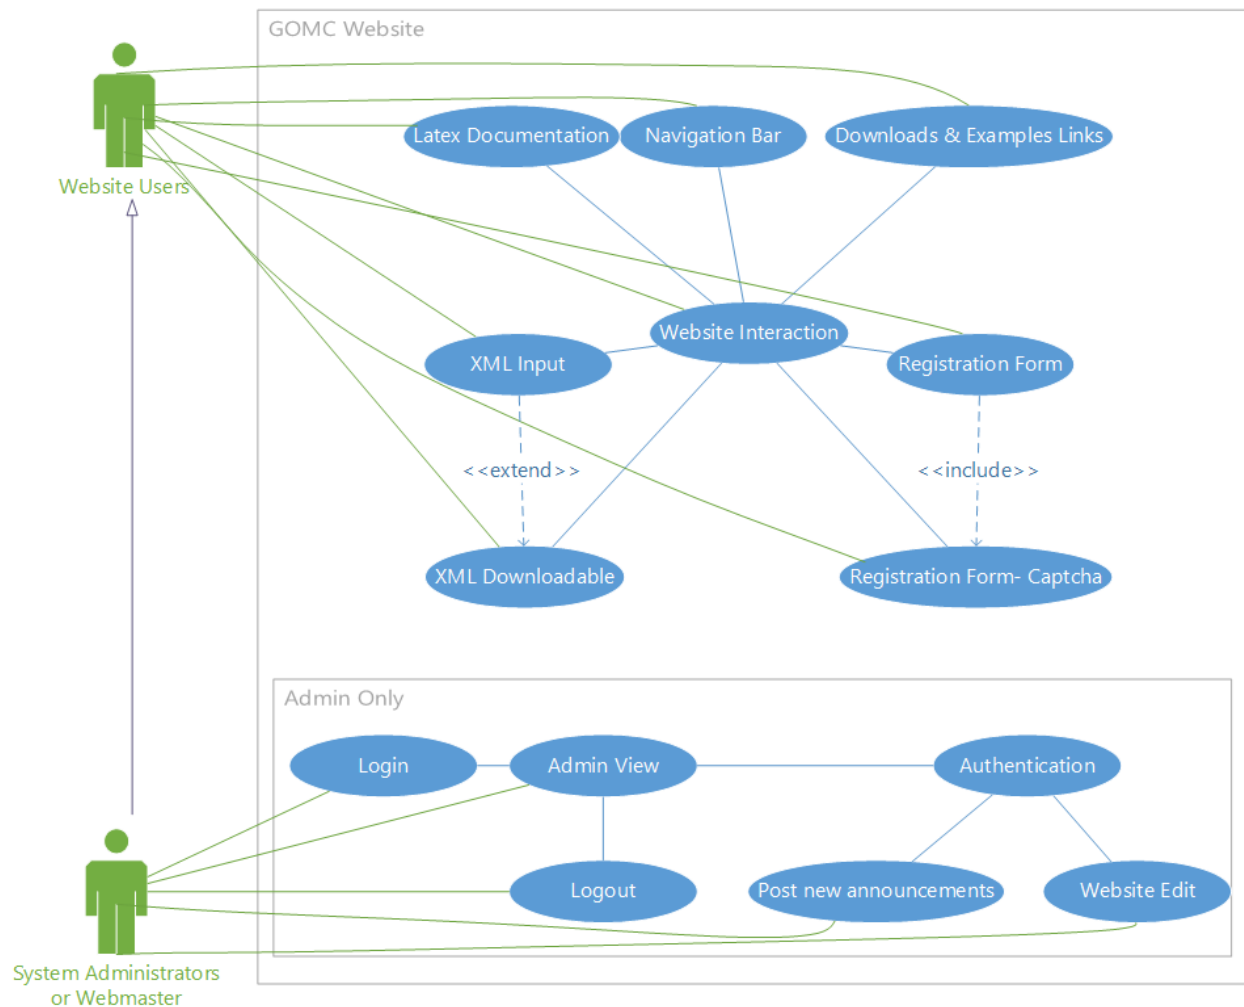 GOMC Website
Latex Documentation
Navigation Bar
Downloads & Examples Links
Website Users
Website Interaction
XML Input
Registration Form
<<extend>>
<<include>>
XML Downloadable
Registration Form- Captcha
Admin Only
Login
Admin View
Authentication
Logout
Post new announcements
Website Edit
System Administrators
or Webmaster